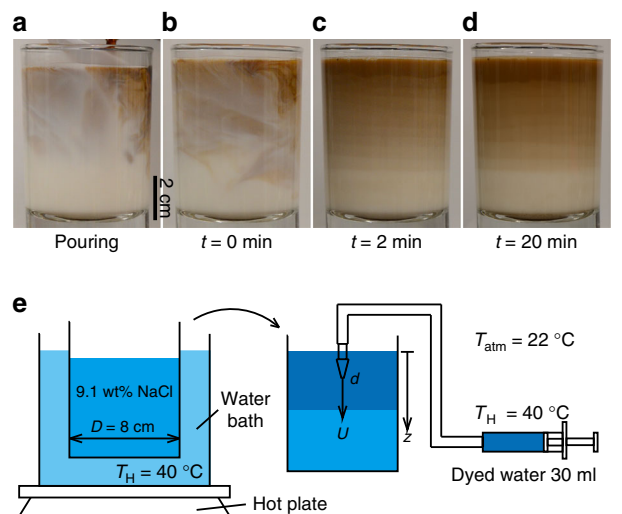 a
b
c
d
2 cm
Pouring
t = 0 min
t = 2 min
t = 20 min
e
9.1 wt% NaCl
D = 8 cm
T_H = 40 °C
Water
bath
Hot plate
d
U
z
T_atm = 22 °C
T_H = 40 °C
Dyed water 30 ml